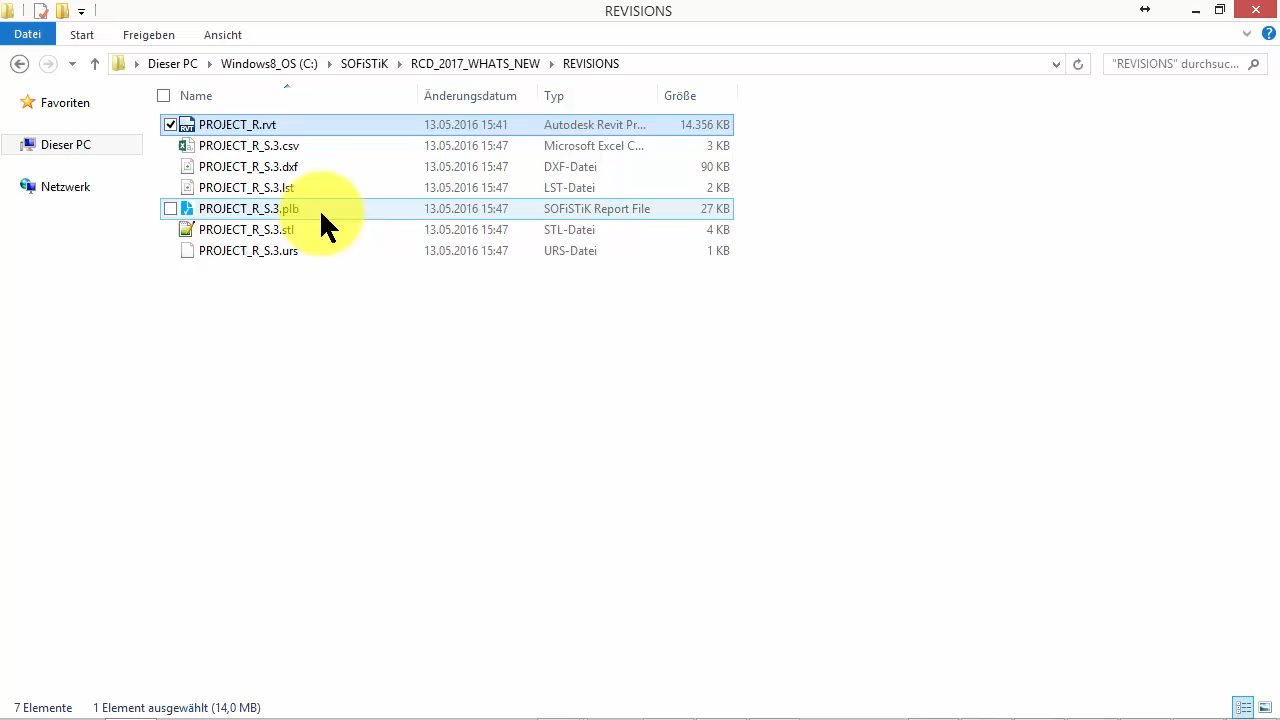 REVISIONS
Datei Start Freigeben Ansicht
Dieser PC Windows8_OS (C:) SOFiSTiK RCD_2017_WHATS_NEW REVISIONS "REVISIONS" durchsuc...
Name Änderungsdatum Typ Größe
Favoriten
Dieser PC
Netzwerk
PROJECT_R.rvt 13.05.2016 15:41 Autodesk Revit Pr... 14.356 KB
PROJECT_R_S.3.csv 13.05.2016 15:47 Microsoft Excel C... 3 KB
PROJECT_R_S.3.dxf 13.05.2016 15:47 DXF-Datei 90 KB
PROJECT_R_S.3.lst 13.05.2016 15:47 LST-Datei 2 KB
PROJECT_R_S.3.plb 13.05.2016 15:47 SOFiSTiK Report File 27 KB
PROJECT_R_S.3.stl 13.05.2016 15:47 STL-Datei 4 KB
PROJECT_R_S.3.urs 13.05.2016 15:47 URS-Datei 1 KB
7 Elemente 1 Element ausgewählt (14,0 MB)